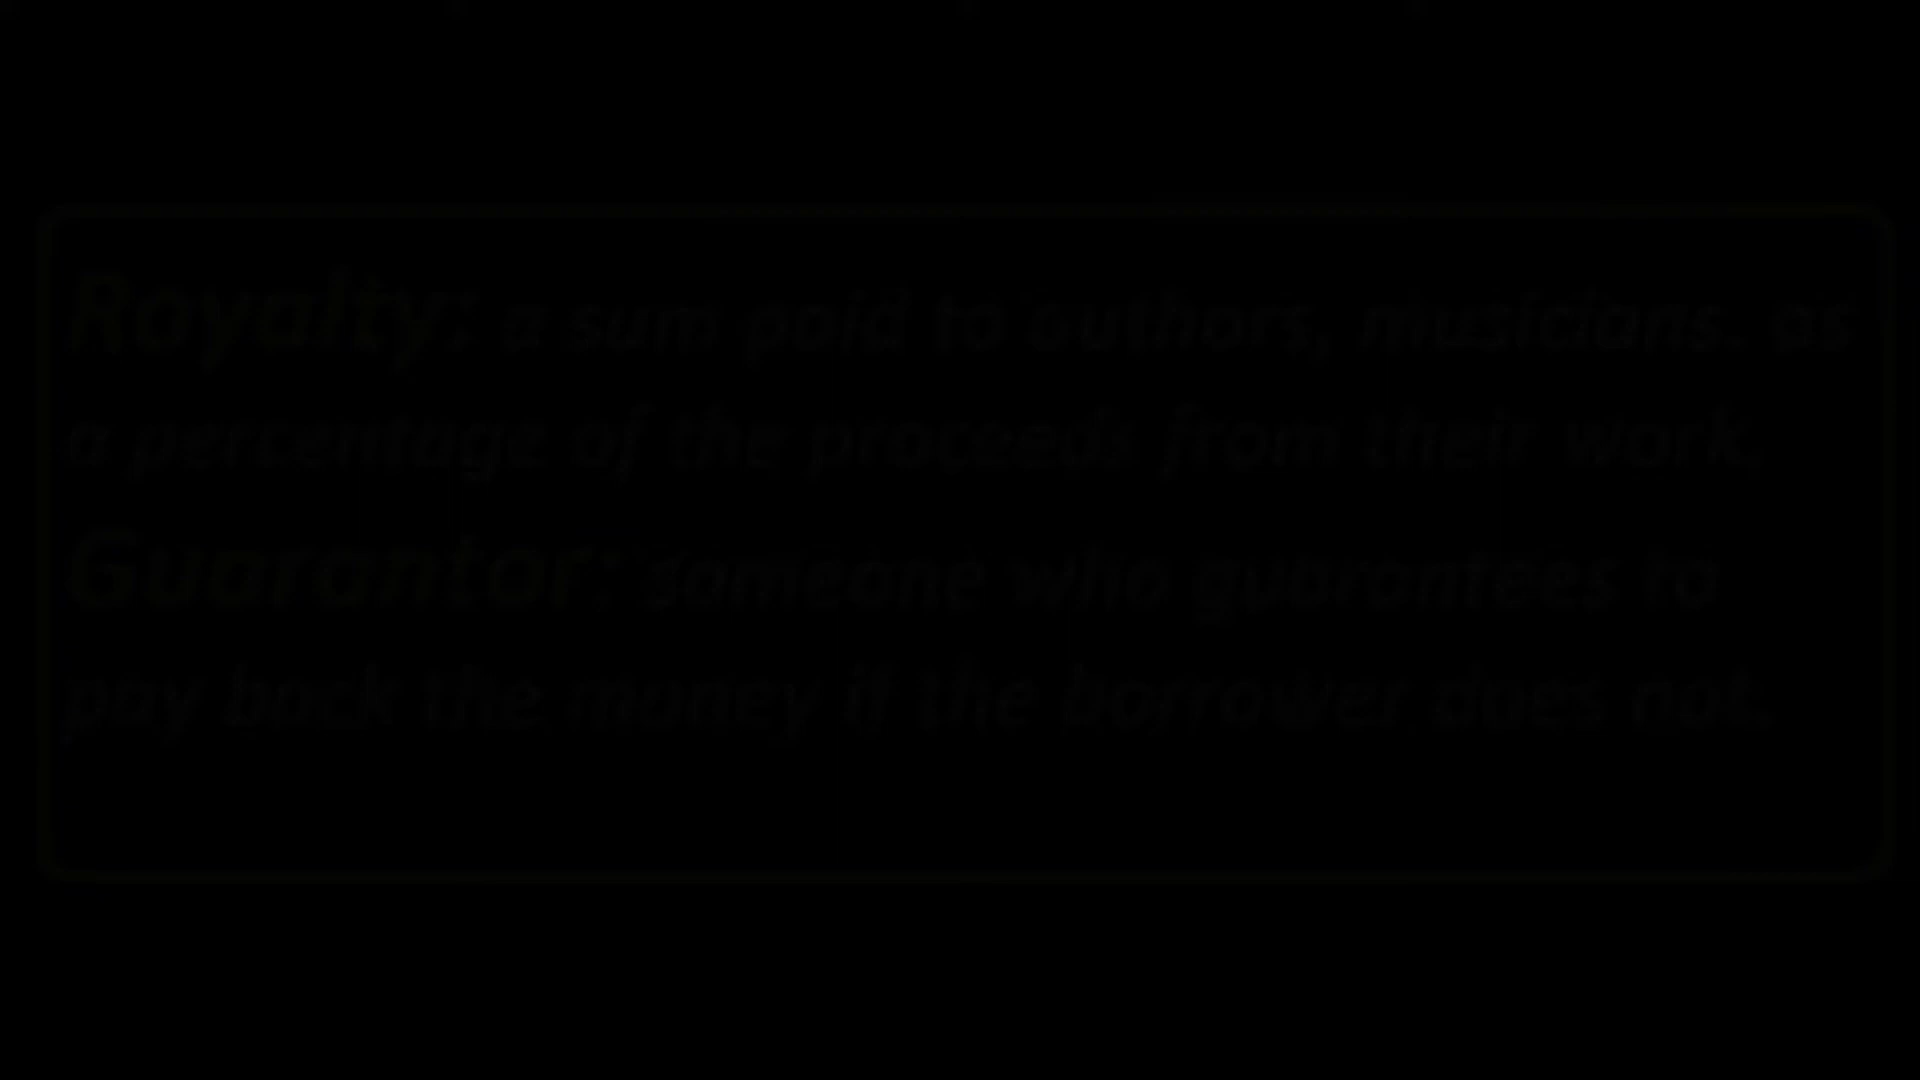 Royalty: a sum paid to authors, musicians. as
a percentage of the proceeds from their work.
Guarantor: someone who guarantees to
pay back the money if the borrower does not.